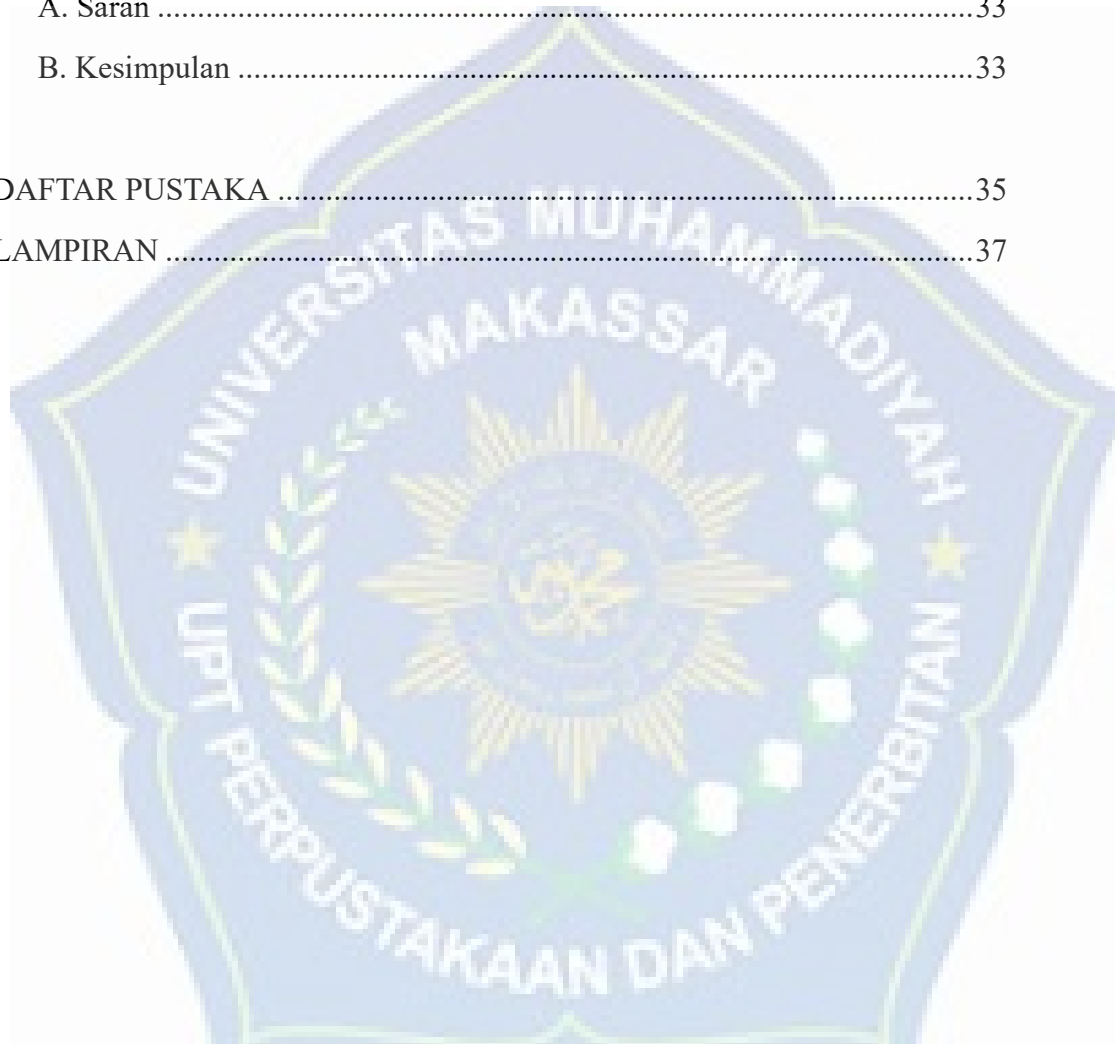 A. Saran ........................................................................................................33
B. Kesimpulan ..............................................................................................33
DAFTAR PUSTAKA .........................................................................................35
LAMPIRAN .......................................................................................................37
UNIVERSITAS MUHAMMADIYAH
MAKASSAR
UPT PERPUSTAKAAN DAN PENERBITAN